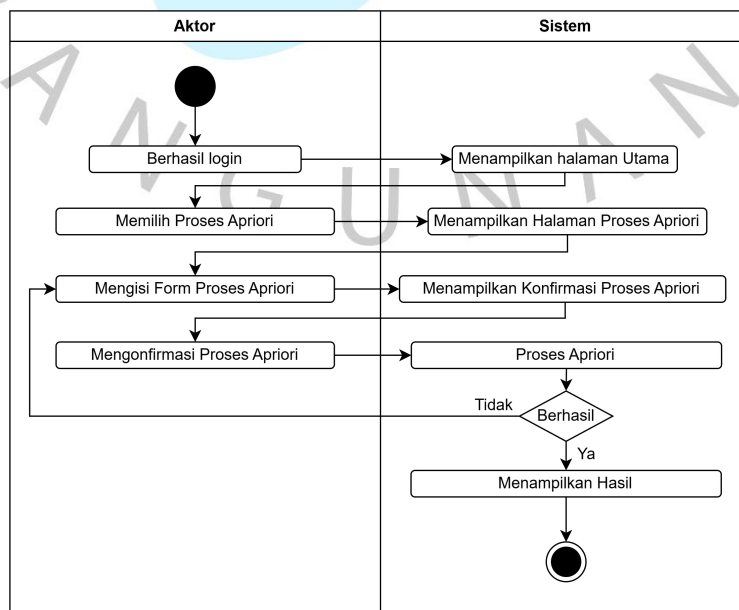 Aktor
Sistem
Berhasil login
Menampilkan halaman Utama
Memilih Proses Apriori
Menampilkan Halaman Proses Apriori
Mengisi Form Proses Apriori
Menampilkan Konfirmasi Proses Apriori
Mengonfirmasi Proses Apriori
Proses Apriori
Tidak
Berhasil
Ya
Menampilkan Hasil
ANGUNAN